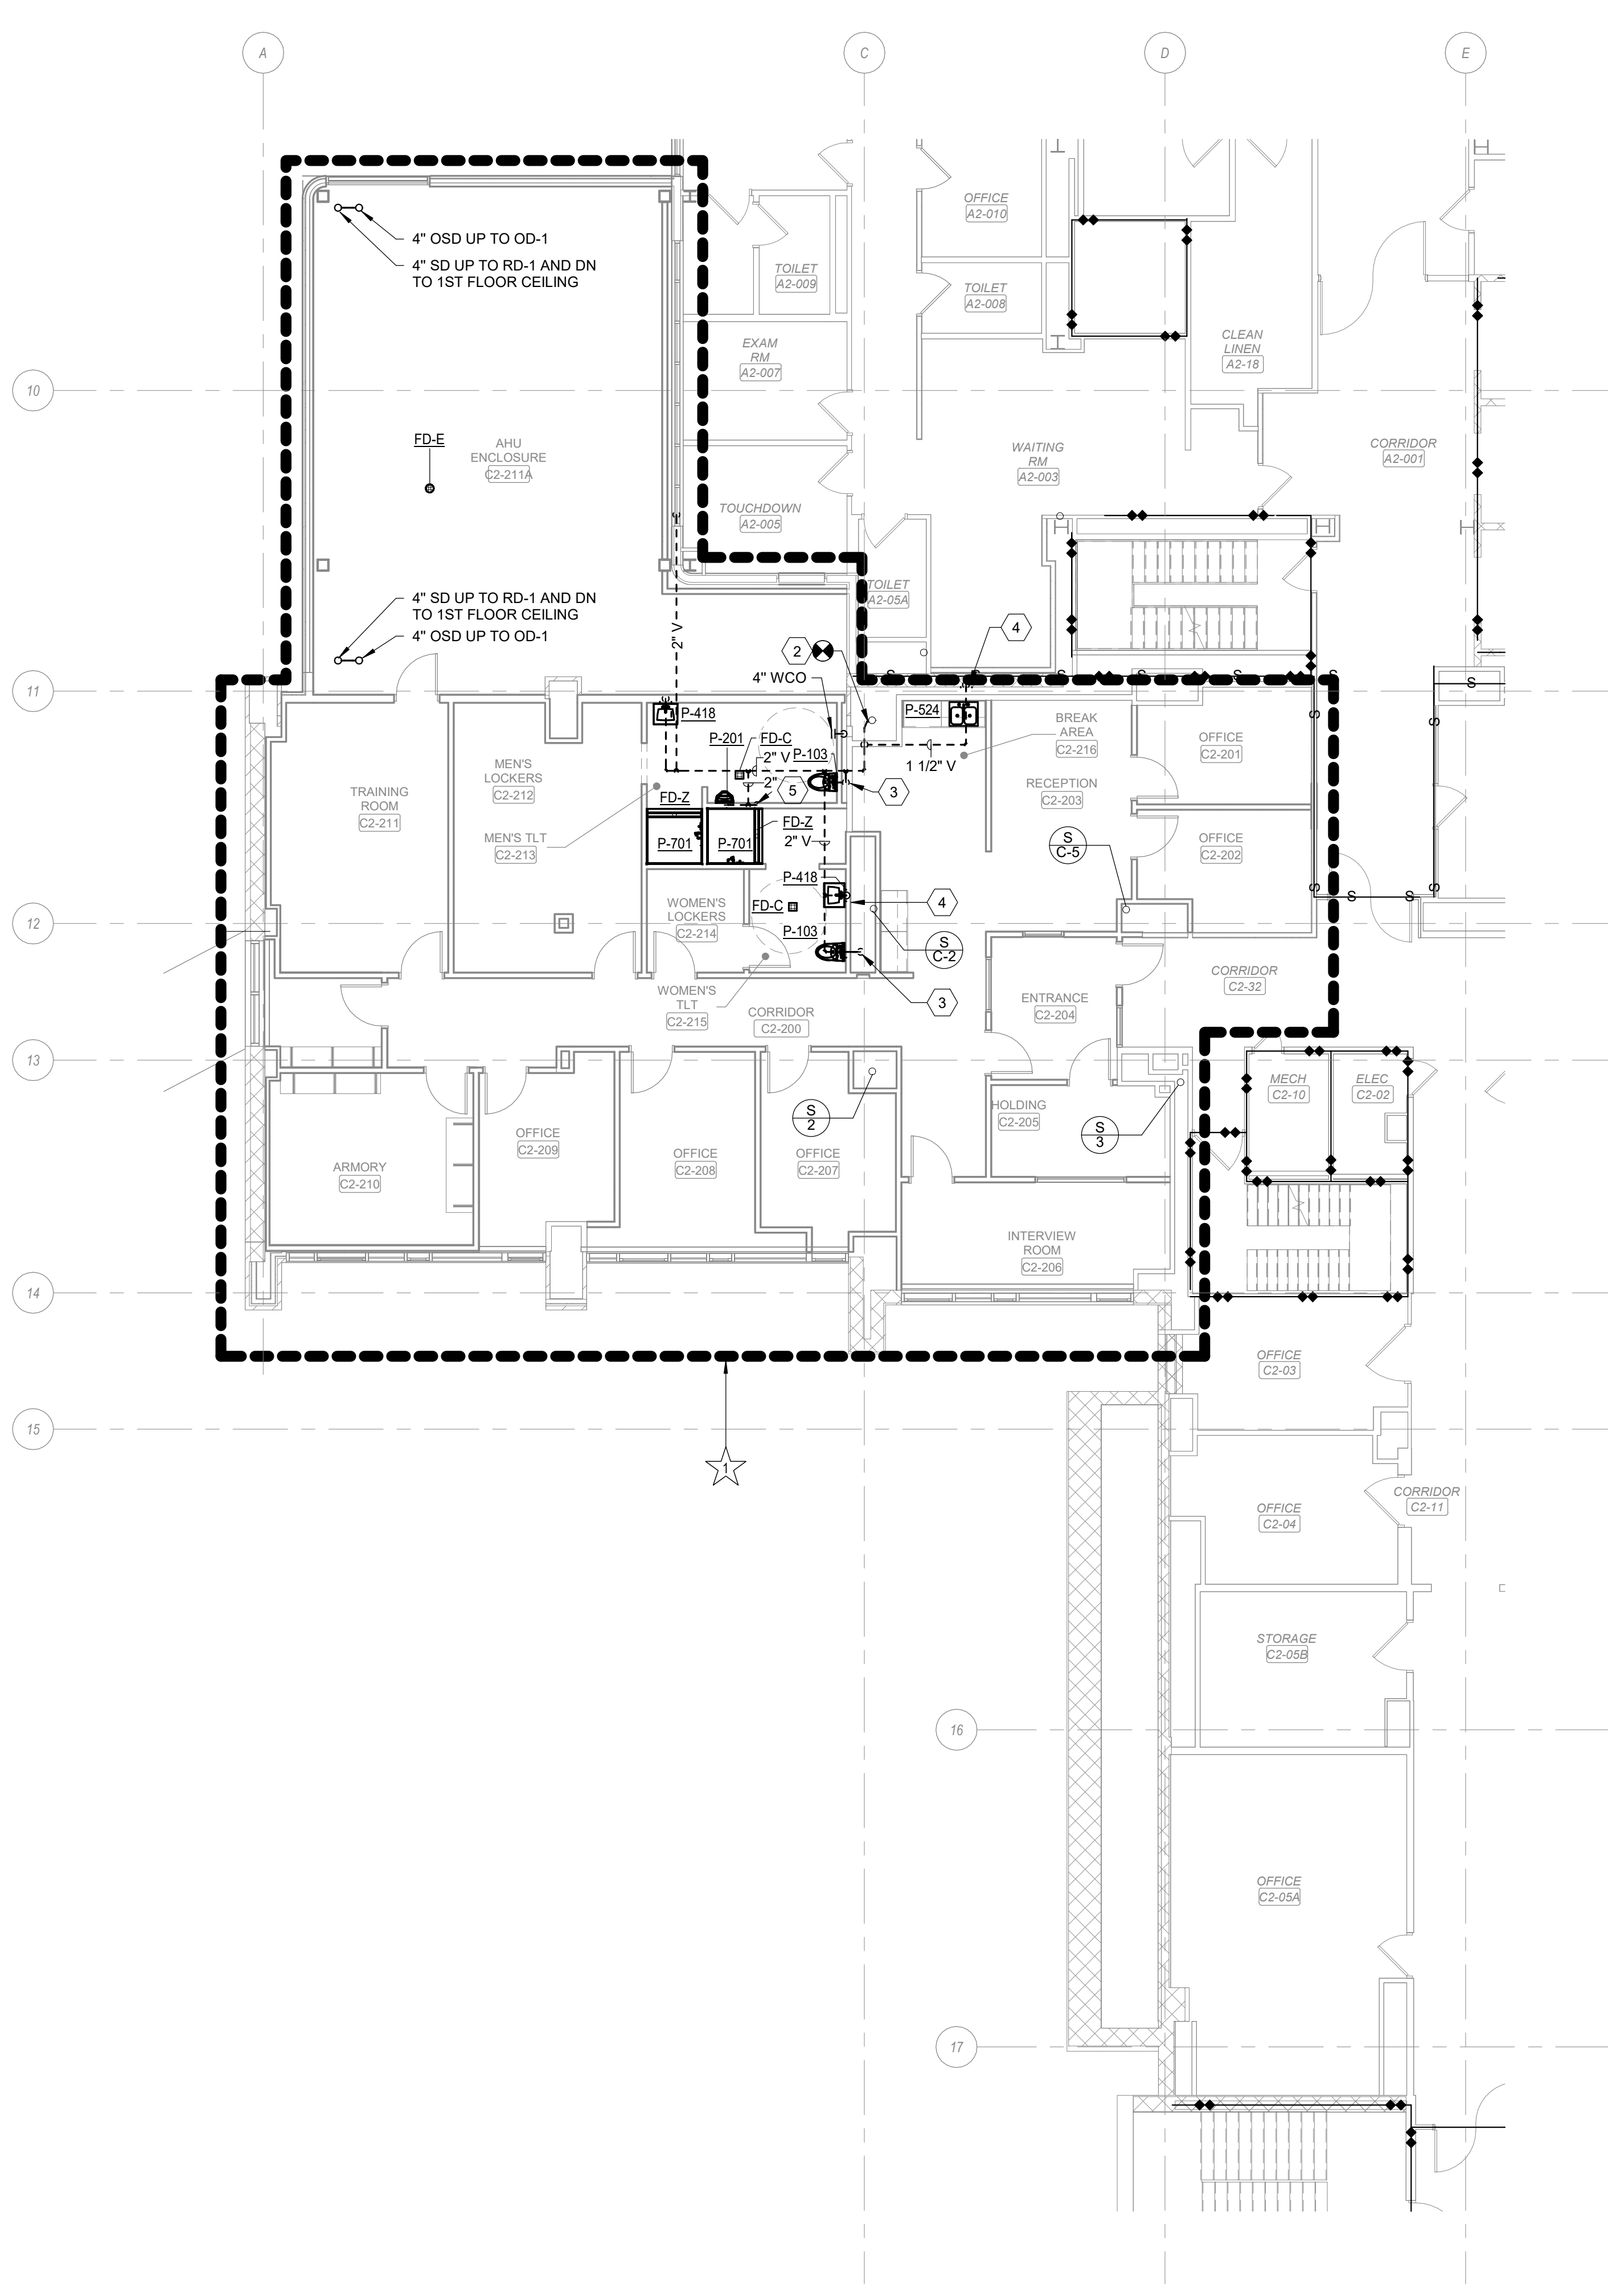 A
C
D
E
OFFICE
A2-010
4" OSD UP TO OD-1
4" SD UP TO RD-1 AND DN
TO 1ST FLOOR CEILING
TOILET
A2-009
TOILET
A2-008
EXAM
RM
A2-007
CLEAN
LINEN
A2-18
10
FD-E
AHU
ENCLOSURE
C2-211A
WAITING
RM
A2-003
CORRIDOR
A2-001
TOUCHDOWN
A2-005
4" SD UP TO RD-1 AND DN
TO 1ST FLOOR CEILING
4" OSD UP TO OD-1
2" V
TOILET
A2-05A
4
2
4" WCO
S
S
S
S
S
S
11
P-418
P-524
BREAK
AREA
C2-216
S
S
P-201
FD-C
2" V
P-103
1 1/2" V
OFFICE
C2-201
MEN'S
LOCKERS
C2-212
TRAINING
ROOM
C2-211
2"
5
3
RECEPTION
C2-203
FD-Z
FD-Z
2" V
MEN'S TLT
C2-213
P-701
P-701
S
C-5
OFFICE
C2-202
P-418
S
S
S
S
4
12
WOMEN'S
LOCKERS
C2-214
FD-C
P-103
S
C-2
CORRIDOR
C2-32
WOMEN'S
TLT
C2-215
3
ENTRANCE
C2-204
CORRIDOR
C2-200
13
MECH
C2-10
ELEC
C2-02
HOLDING
C2-205
S
2
S
3
OFFICE
C2-209
ARMORY
C2-210
OFFICE
C2-208
OFFICE
C2-207
INTERVIEW
ROOM
C2-206
14
OFFICE
C2-03
15
1
CORRIDOR
C2-11
OFFICE
C2-04
STORAGE
C2-05B
16
OFFICE
C2-05A
17